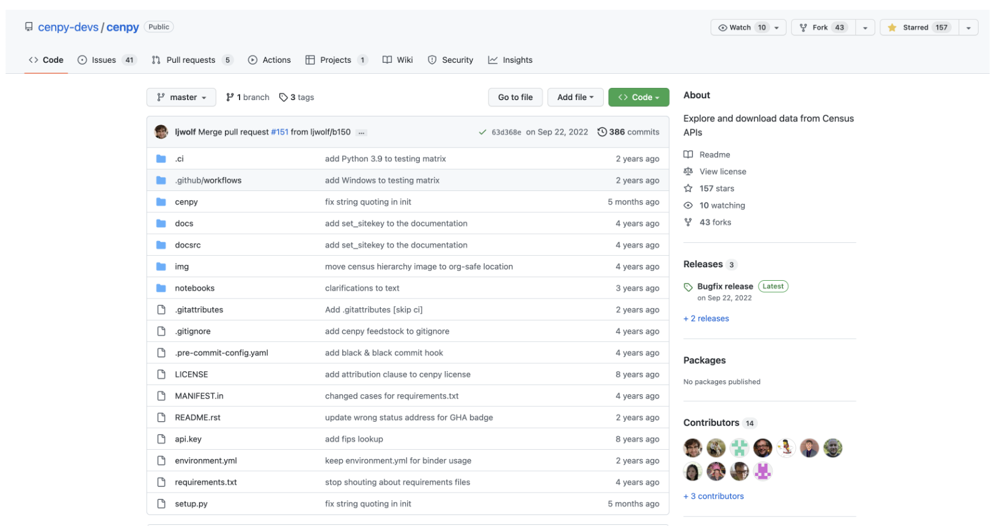 cenpy-devs / cenpy Public
Watch 10 Fork 43 Starred 157
Code Issues 41 Pull requests 5 Actions Projects 1 Wiki Security Insights
master 1 branch 3 tags Go to file Add file Code
ljwolf Merge pull request #151 from ljwolf/b150 ... 63d368e on Sep 22, 2022 386 commits
.ci add Python 3.9 to testing matrix 2 years ago
.github/workflows add Windows to testing matrix 2 years ago
cenpy fix string quoting in init 5 months ago
docs add set_sitekey to the documentation 4 years ago
docsrc add set_sitekey to the documentation 4 years ago
img move census hierarchy image to org-safe location 4 years ago
notebooks clarifications to text 3 years ago
.gitattributes Add .gitattributes [skip ci] 2 years ago
.gitignore add cenpy feedstock to gitignore 4 years ago
.pre-commit-config.yaml add black & black commit hook 4 years ago
LICENSE add attribution clause to cenpy license 8 years ago
MANIFEST.in changed cases for requirements.txt 4 years ago
README.rst update wrong status address for GHA badge 2 years ago
api.key add fips lookup 8 years ago
environment.yml keep environment.yml for binder usage 2 years ago
requirements.txt stop shouting about requirements files 4 years ago
setup.py fix string quoting in init 5 months ago
About
Explore and download data from Census
APIs
Readme
View license
157 stars
10 watching
43 forks
Releases 3
Bugfix release Latest
on Sep 22, 2022
+ 2 releases
Packages
No packages published
Contributors 14
+ 3 contributors